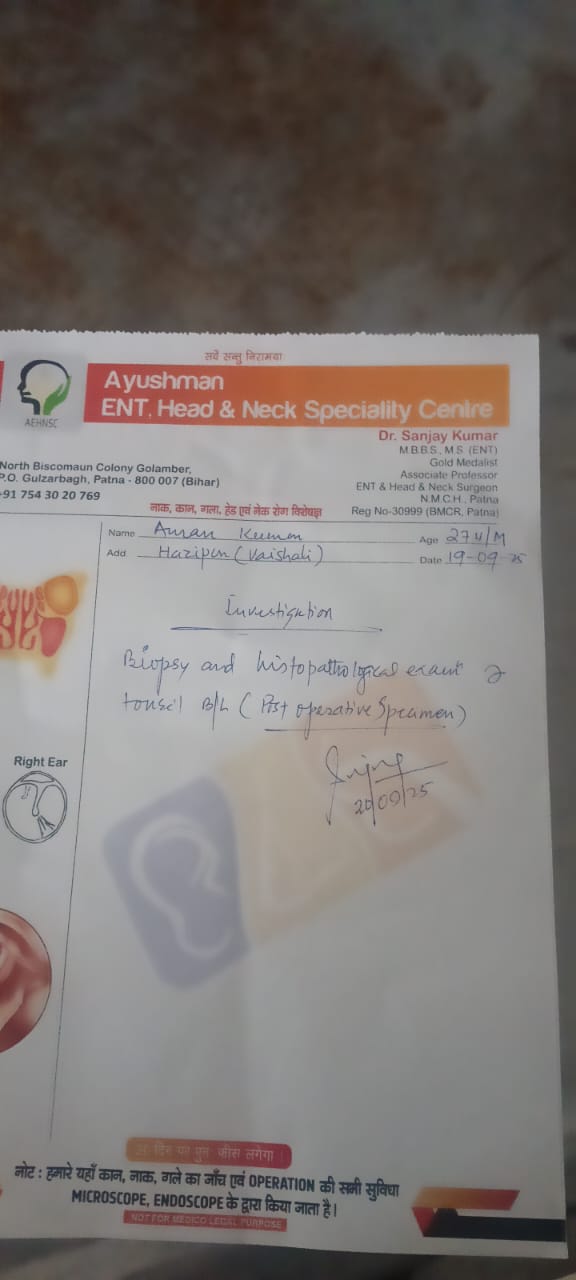 सर्वे सन्तु निरामया
AEHNSC
Ayushman
ENT, Head & Neck Speciality Centre
Dr. Sanjay Kumar
M.B.B.S., M.S. (ENT)
Gold Medalist
Associate Professor
ENT & Head & Neck Surgeon
N.M.C.H., Patna
Reg No-30999 (BMCR, Patna)
North Biscomaun Colony Golamber,
P.O. Gulzarbagh, Patna - 800 007 (Bihar)
+91 754 30 20 769
नाक, कान, गला, हेड एवं नेक रोग विशेषज्ञ
Name Aman Kumar Age 27y/M
Add Hazipur (Vaishali) Date 19-09-25
Investigation
Biopsy and histopathological exam
tonsil B/L (Post operative Specimen)
20/09/25
Right Ear
दिन पर पुनः फीस लगेगा।
नोट : हमारे यहाँ कान, नाक, गले का जाँच एवं OPERATION की सभी सुविधा
MICROSCOPE, ENDOSCOPE के द्वारा किया जाता है।
NOT FOR MEDICO LEGAL PURPOSE